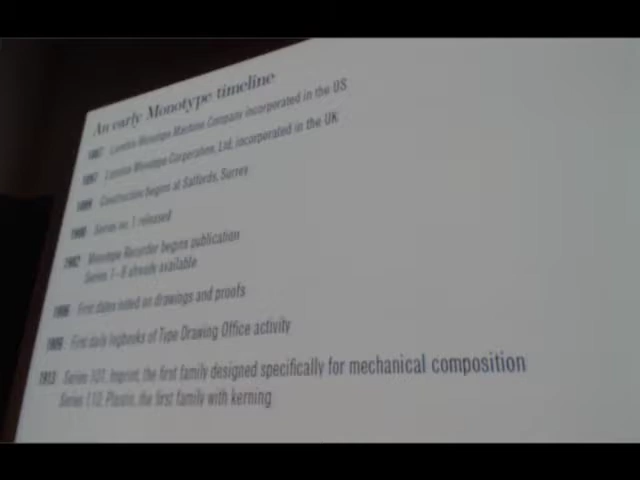 An early Monotype timeline
Lanston Monotype Machine Company incorporated in the US
1897 Lanston Monotype Corporation, Ltd, incorporated in the UK
1899 Construction begins at Salfords, Surrey
1900 Series no. 1 released
1902 Monotype Recorder begins publication
Series 1–6 already available
First dates noted on drawings and proofs
1909 First daily logbooks of Type Drawing Office activity
1913 Series 101, Imprint, the first family designed specifically for mechanical composition
Series 110, Plantin, the first family with kerning